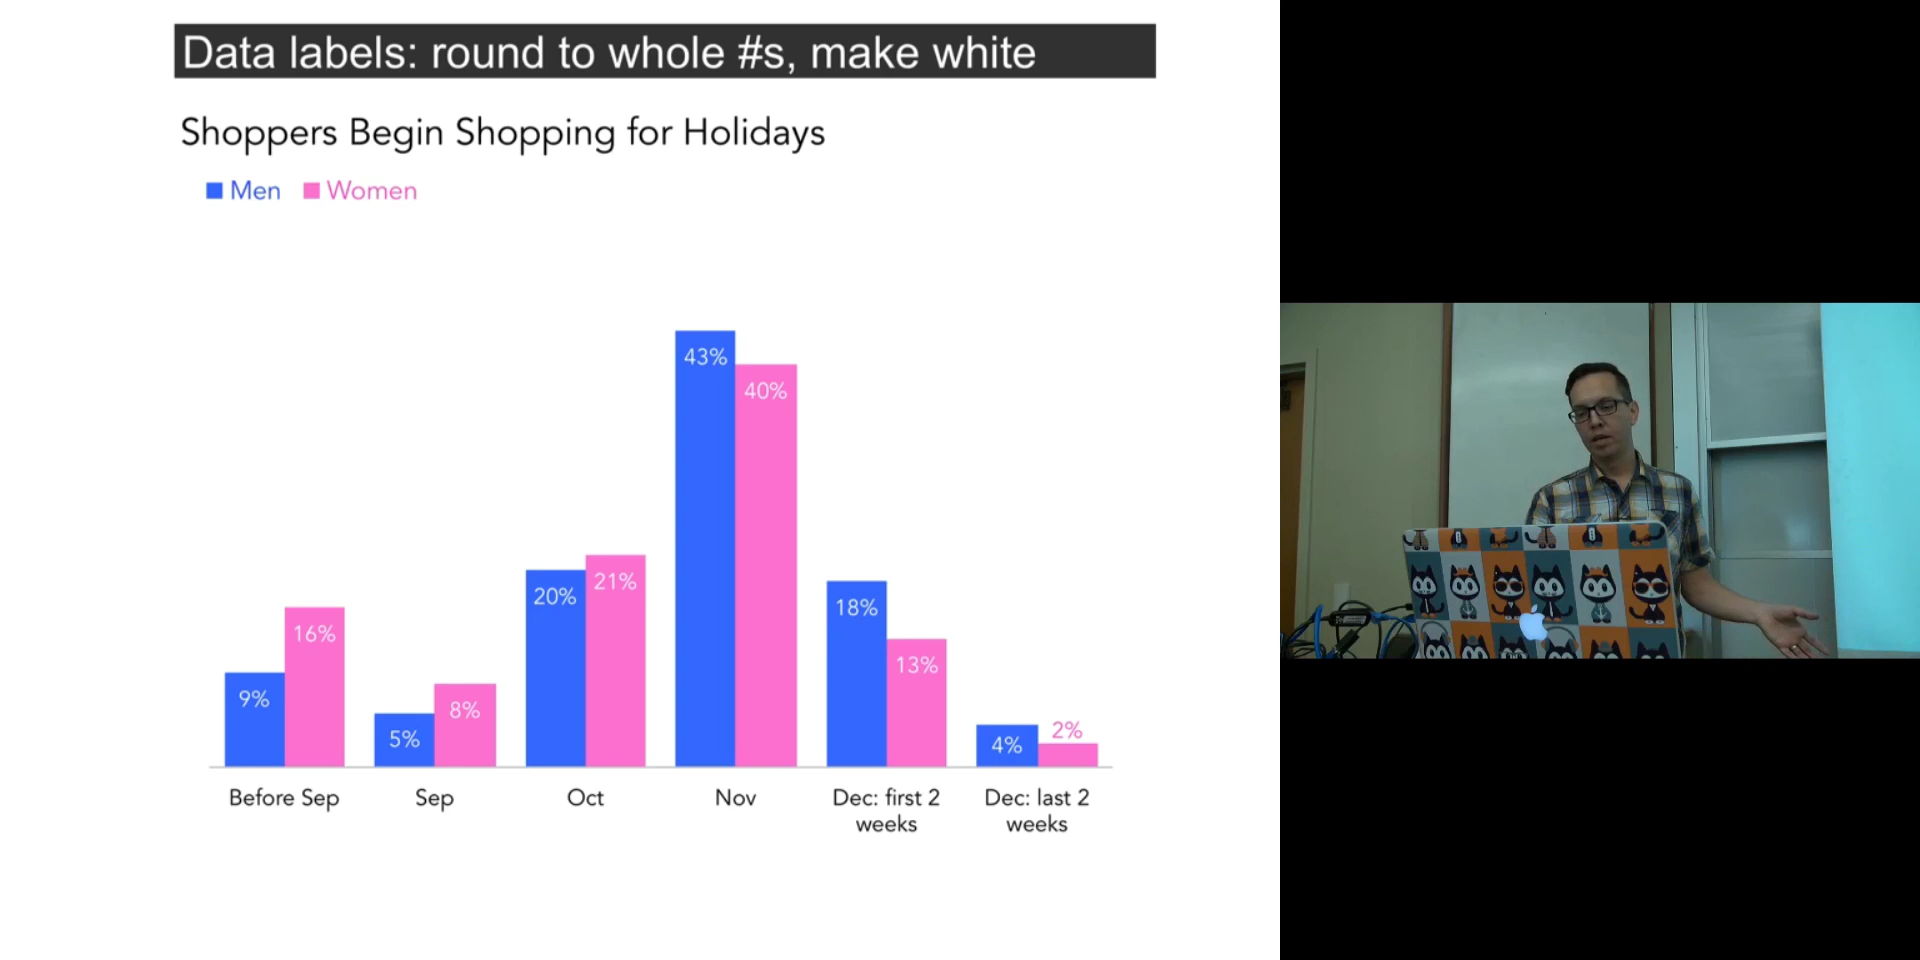 Data labels: round to whole #s, make white
Shoppers Begin Shopping for Holidays
Men Women
43%
40%
20% 21%
18%
16%
13%
9%
8%
5%
4% 2%
Before Sep Sep Oct Nov Dec: first 2 weeks Dec: last 2 weeks